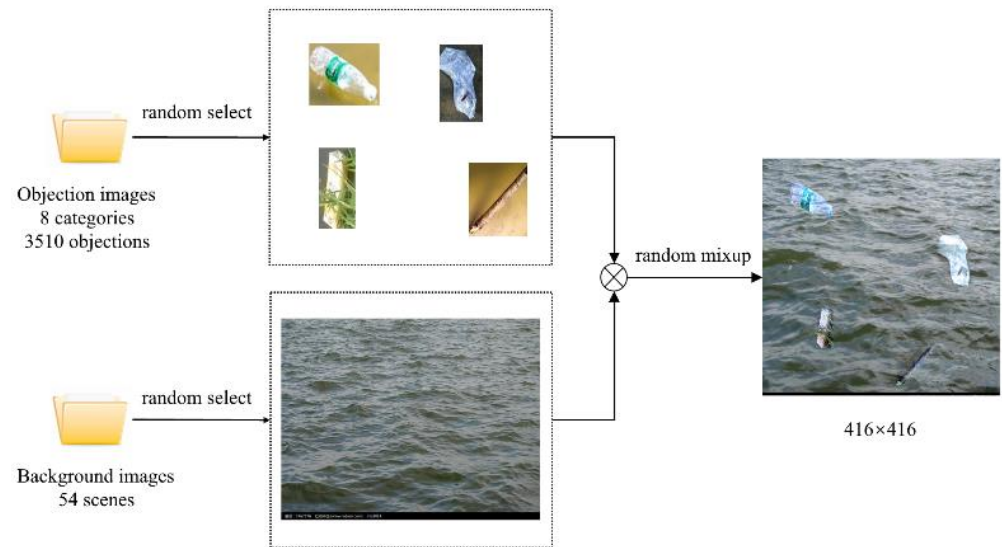 random select
Objection images
8 categories
3510 objections
random mixup
416×416
random select
Background images
54 scenes